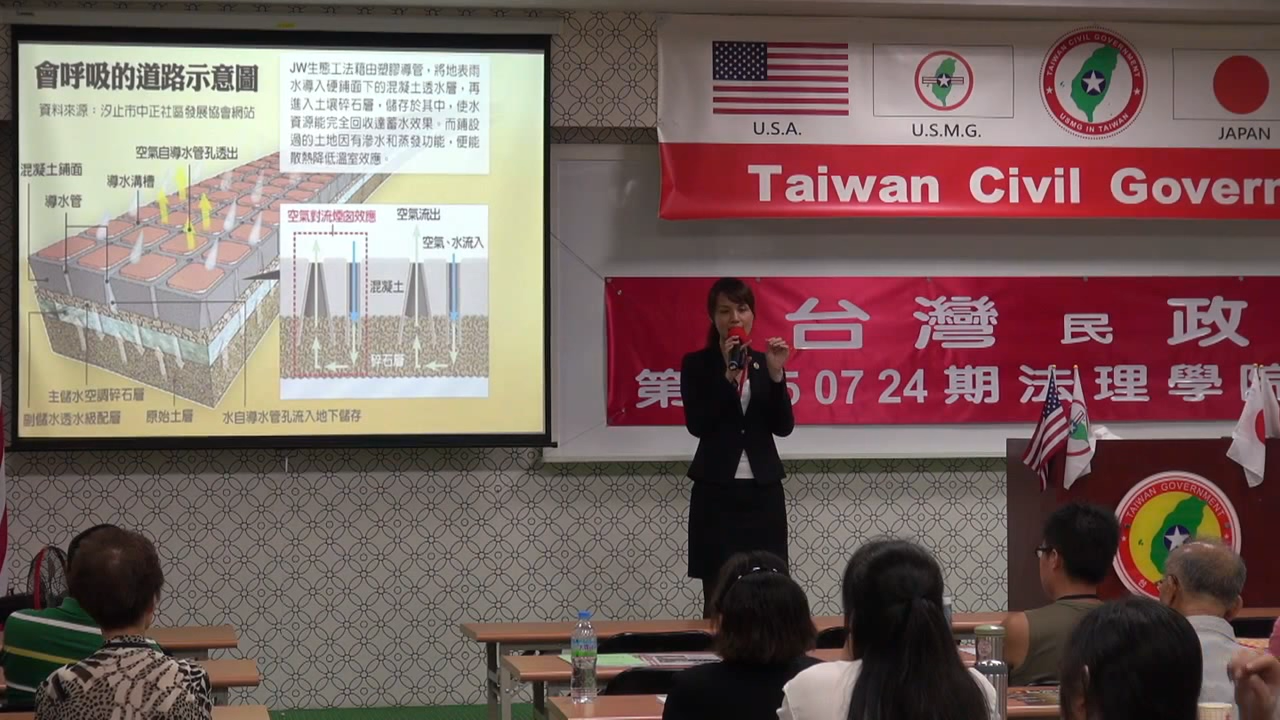 會呼吸的道路示意圖
資料來源：汐止市中正社區發展協會網站
JW生態工法藉由塑膠導管，將地表雨
水導入硬鋪面下的混凝土透水層，再
進入土壤碎石層，儲存於其中，使水
資源能完全回收達蓄水效果。而鋪設
過的土地因有滲水和蒸發功能，便能
散熱降低溫室效應。
空氣自導水管孔透出
混凝土鋪面
導水溝槽
導水管
空氣對流煙囪效應
空氣流出
空氣、水流入
混凝土
碎石層
主儲水空調碎石層
副儲水透水級配層
原始土層
水自導水管孔流入地下儲存
U.S.A.
U.S.M.G.
TAIWAN CIVIL GOVERNMENT
USMG IN TAIWAN
JAPAN
Taiwan Civil Govern
台灣民政
第
5 07 24 期法理學院
TAIWAN GOVERNMENT